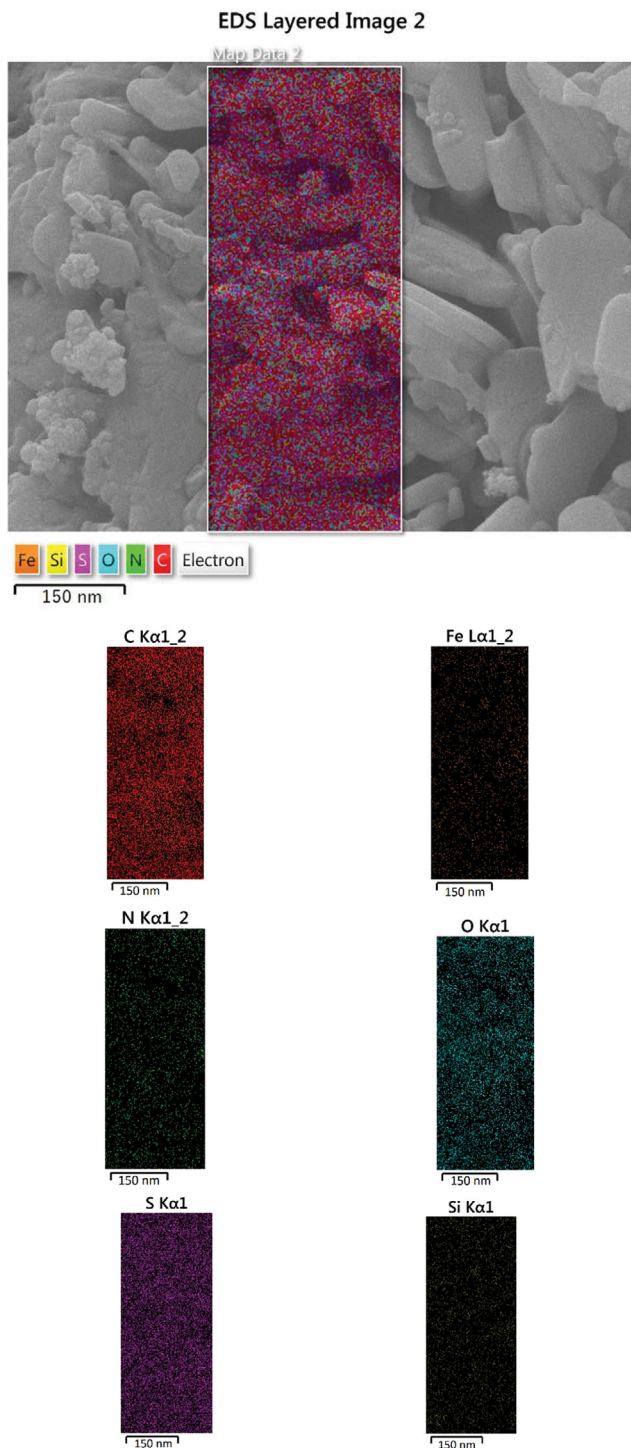 EDS Layered Image 2
Map Data 2
Fe Si S O N C Electron
150 nm
C Kα1_2
Fe Lα1_2
150 nm
150 nm
N Kα1_2
O Kα1
150 nm
150 nm
S Kα1
Si Kα1
150 nm
150 nm